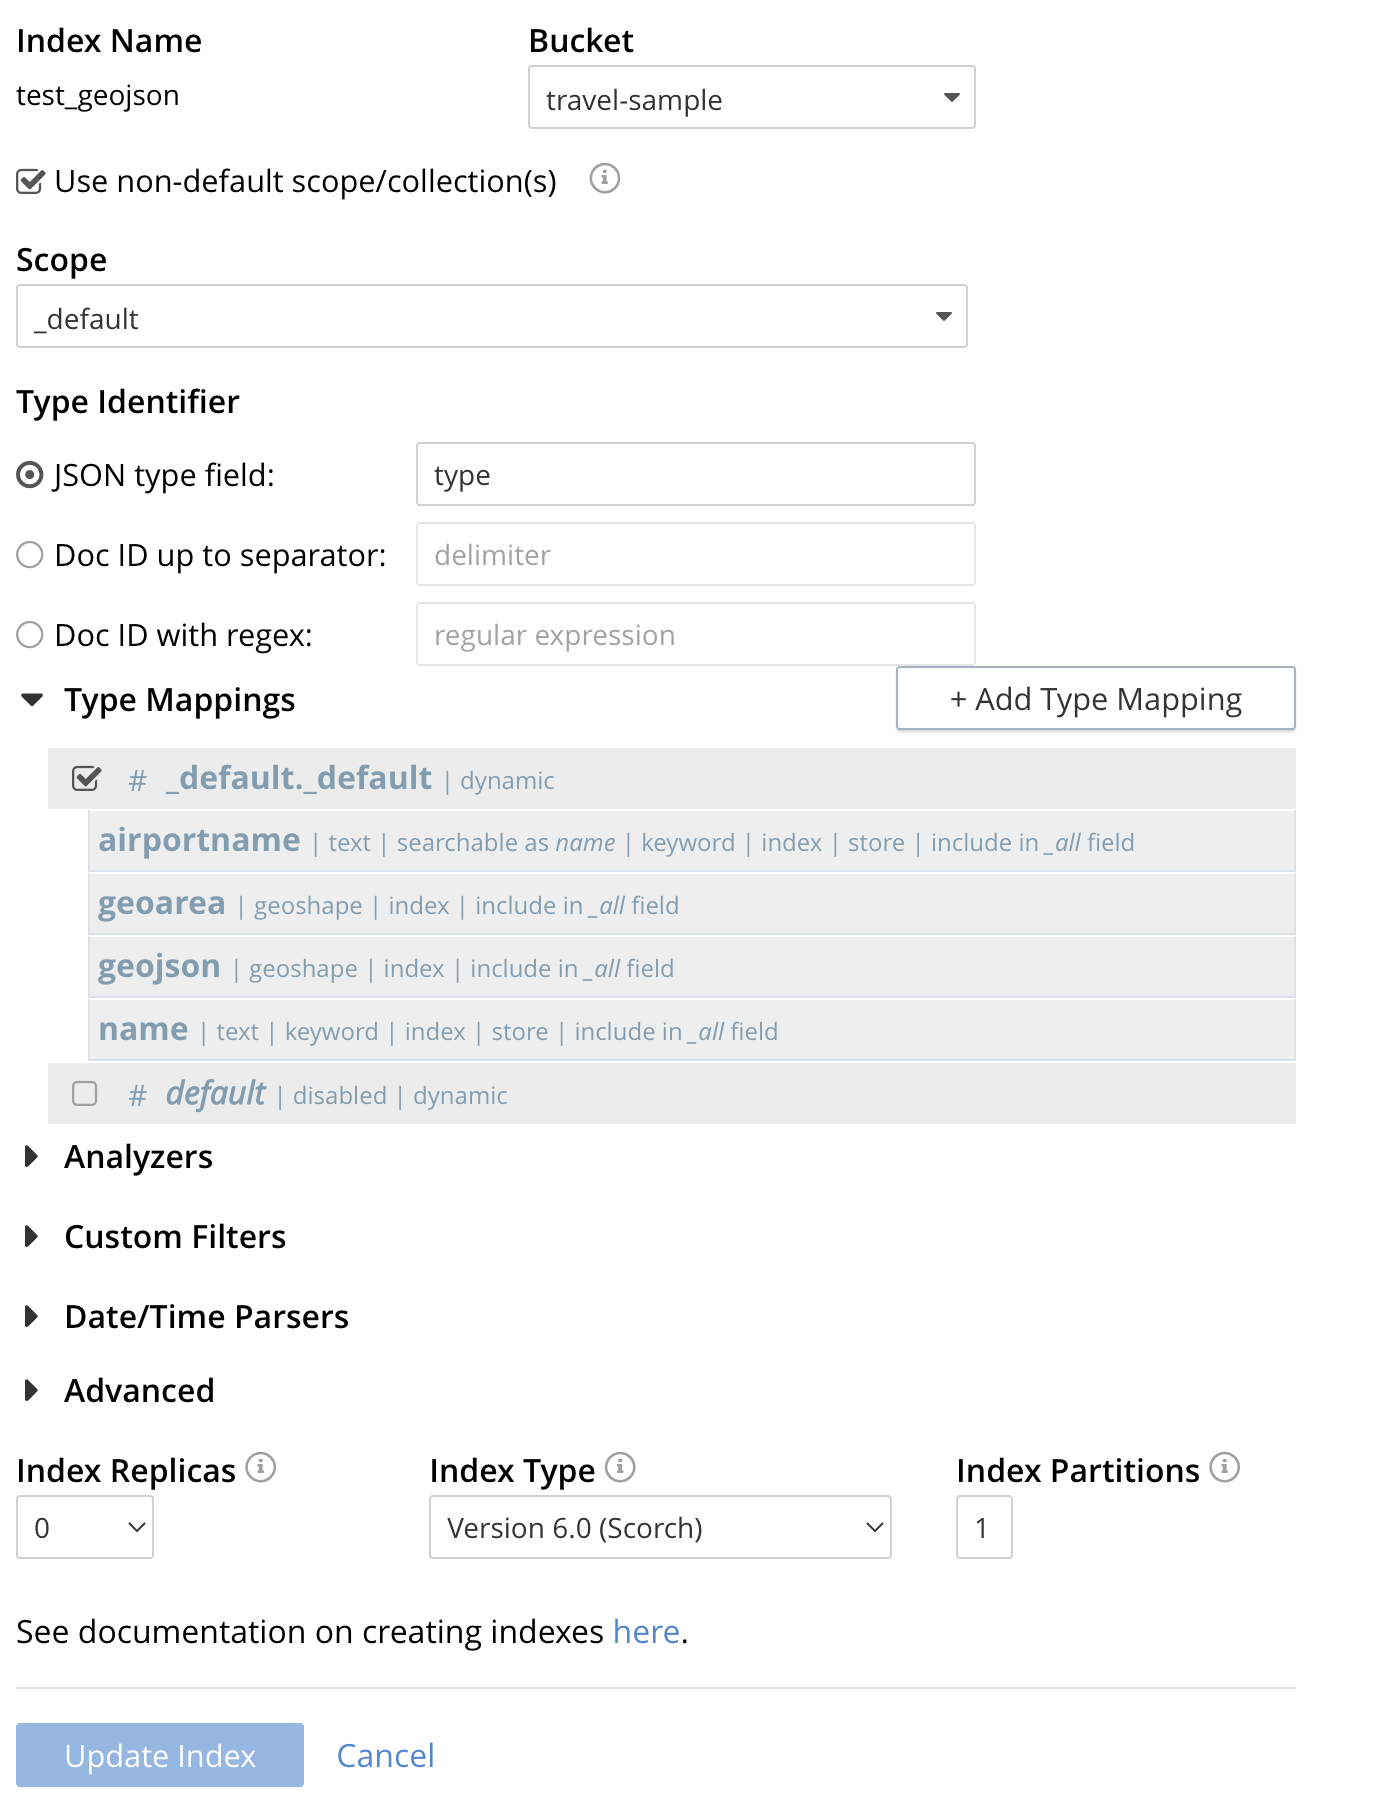 Index Name Bucket
test_geojson travel-sample
Use non-default scope/collection(s)
Scope
_default
Type Identifier
JSON type field: type
Doc ID up to separator: delimiter
Doc ID with regex: regular expression
Type Mappings + Add Type Mapping
# _default._default | dynamic
airportname | text | searchable as name | keyword | index | store | include in _all field
geoarea | geoshape | index | include in _all field
geojson | geoshape | index | include in _all field
name | text | keyword | index | store | include in _all field
# default | disabled | dynamic
Analyzers
Custom Filters
Date/Time Parsers
Advanced
Index Replicas Index Type Index Partitions
0 Version 6.0 (Scorch) 1
See documentation on creating indexes here.
Update Index Cancel